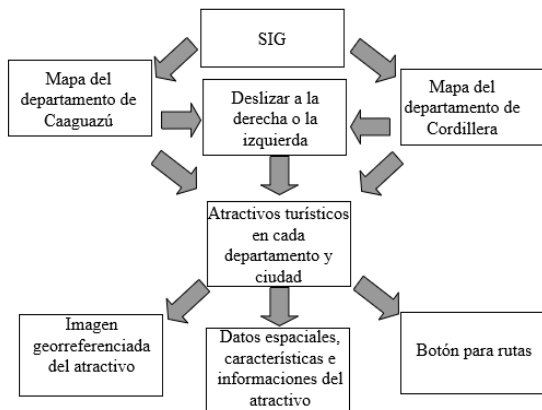 SIG
Mapa del
departamento de
Caaguazú
Deslizar a la
derecha o la
izquierda
Mapa del
departamento de
Cordillera
Atractivos turísticos
en cada
departamento y
ciudad
Imagen
georreferenciada
del atractivo
Datos espaciales,
características e
informaciones del
atractivo
Botón para rutas